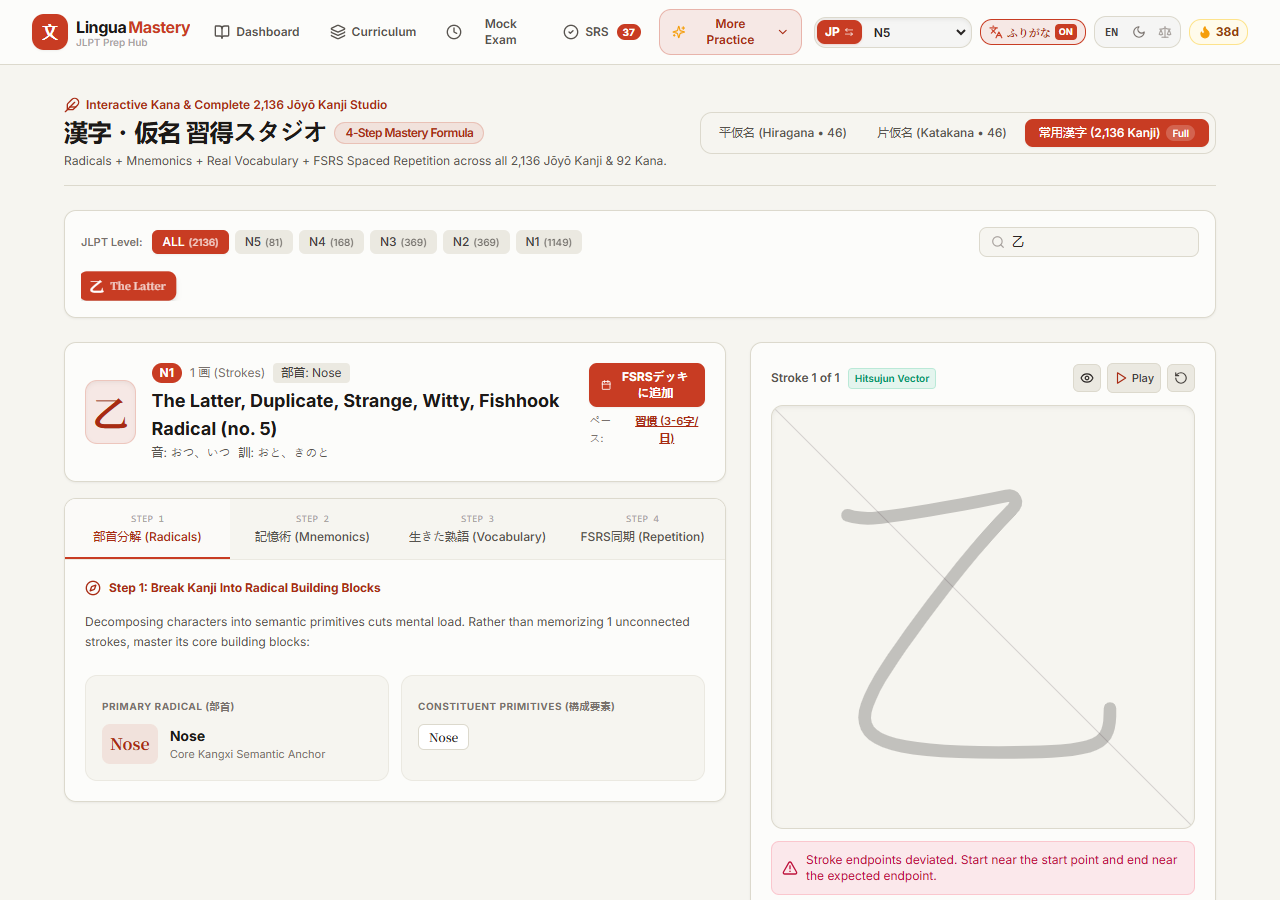 文 LinguaMastery
JLPT Prep Hub
Dashboard
Curriculum
Mock Exam
SRS 37
More Practice
JP N5
ふりがな ON
EN
38d
Interactive Kana & Complete 2,136 Jōyō Kanji Studio
漢字・仮名 習得スタジオ 4-Step Mastery Formula
Radicals + Mnemonics + Real Vocabulary + FSRS Spaced Repetition across all 2,136 Jōyō Kanji & 92 Kana.
平仮名 (Hiragana • 46) 片仮名 (Katakana • 46) 常用漢字 (2,136 Kanji) Full
JLPT Level: ALL (2136) N5 (81) N4 (168) N3 (369) N2 (369) N1 (1149)
乙
乙 The Latter
乙
N1 1 画 (Strokes) 部首: Nose
The Latter, Duplicate, Strange, Witty, Fishhook
Radical (no. 5)
音: おつ、いつ 訓: おと、きのと
FSRSデッキ
に追加
ペー
ス:
習慣 (3-6字/
日)
STEP 1
部首分解 (Radicals)
STEP 2
記憶術 (Mnemonics)
STEP 3
生きた熟語 (Vocabulary)
STEP 4
FSRS同期 (Repetition)
Step 1: Break Kanji Into Radical Building Blocks
Decomposing characters into semantic primitives cuts mental load. Rather than memorizing 1 unconnected
strokes, master its core building blocks:
PRIMARY RADICAL (部首)
Nose
Nose
Core Kangxi Semantic Anchor
CONSTITUENT PRIMITIVES (構成要素)
Nose
Stroke 1 of 1 Hitsujun Vector
Play
乙
Stroke endpoints deviated. Start near the start point and end near
the expected endpoint.